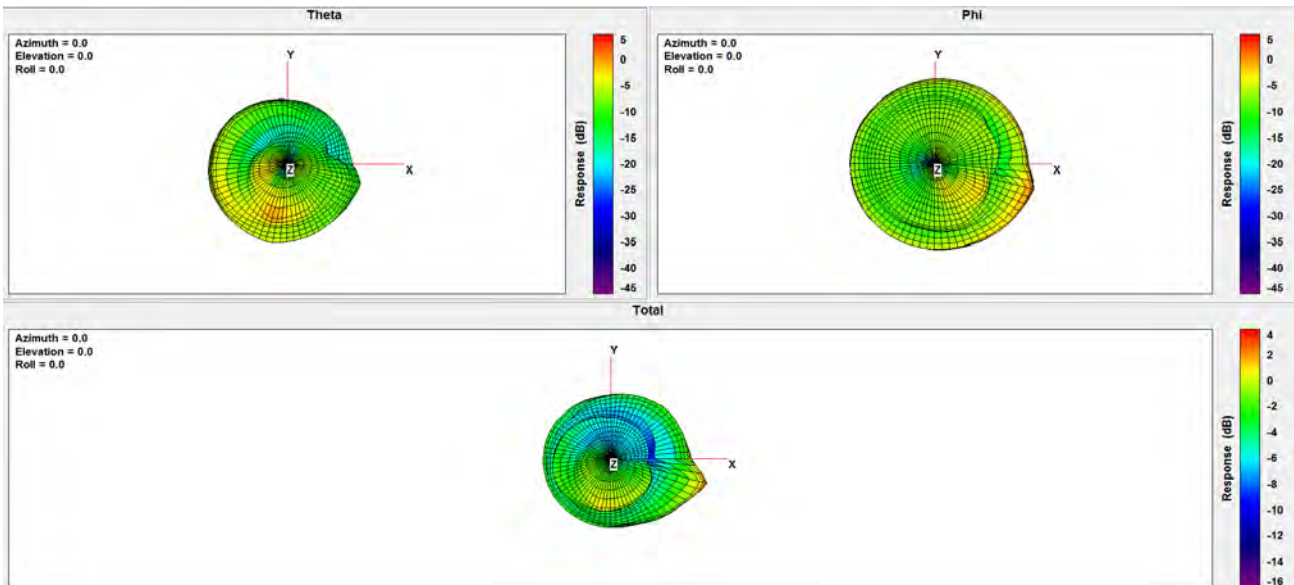 Theta
Azimuth = 0.0
Elevation = 0.0
Roll = 0.0
Y
X
Z
Response (dB)
5
0
-5
-10
-15
-20
-25
-30
-35
-40
-45
Phi
Azimuth = 0.0
Elevation = 0.0
Roll = 0.0
Y
X
Z
Response (dB)
5
0
-5
-10
-15
-20
-25
-30
-35
-40
-45
Total
Azimuth = 0.0
Elevation = 0.0
Roll = 0.0
Y
X
Z
Response (dB)
4
2
0
-2
-4
-6
-8
-10
-12
-14
-16